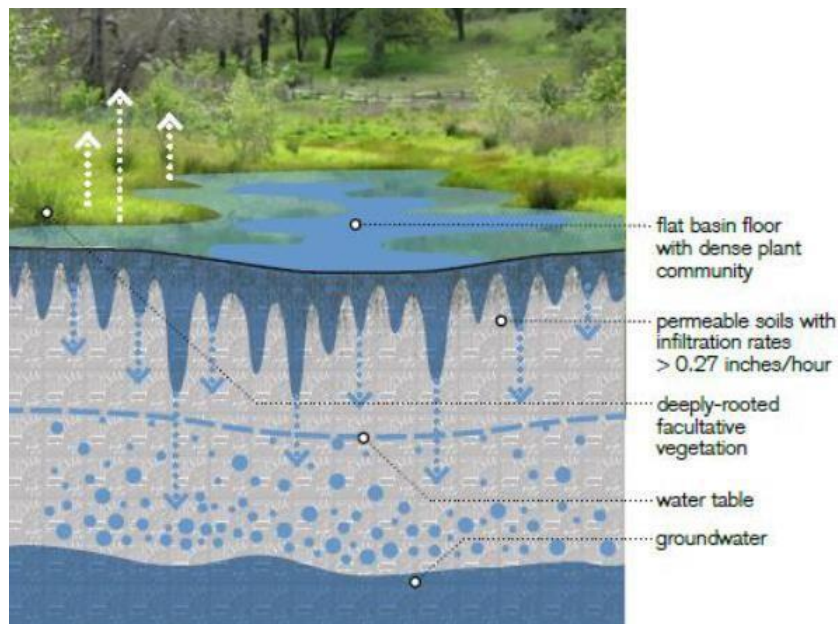 flat basin floor
with dense plant
community
permeable soils with
infiltration rates
> 0.27 inches/hour
deeply-rooted
facultative
vegetation
water table
groundwater